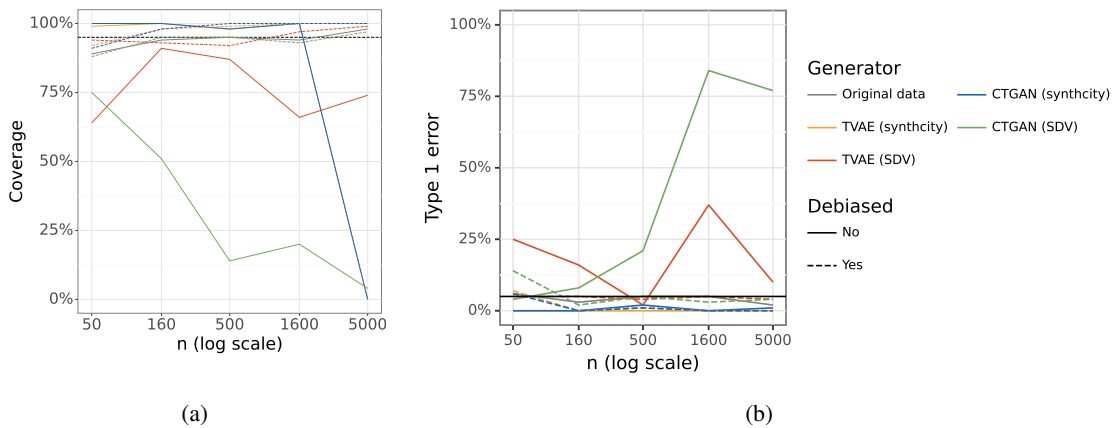 100%
75%
50%
25%
0%
Coverage
50 160 500 1600 5000
n (log scale)
(a)
100%
75%
50%
25%
0%
Type 1 error
50 160 500 1600 5000
n (log scale)
(b)
Generator
Original data CTGAN (synthcity)
TVAE (synthcity) CTGAN (SDV)
TVAE (SDV)
Debiased
No
Yes